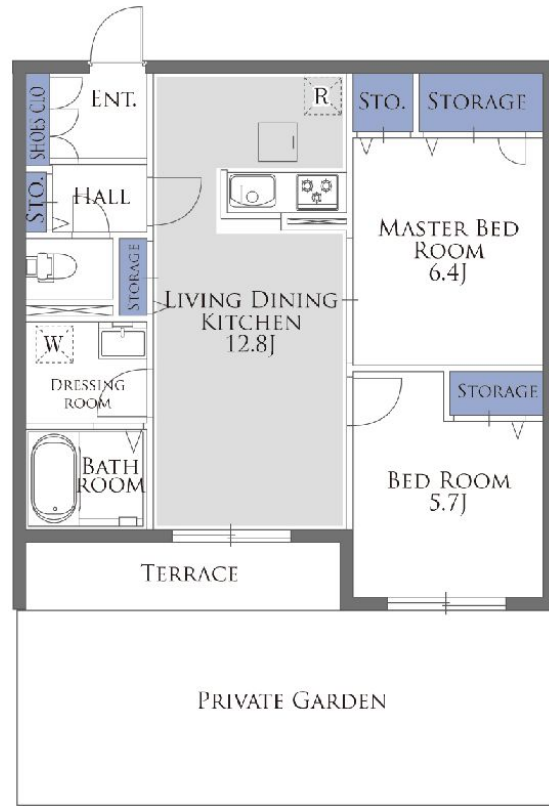 ENT.
SHOES CLO
R
STO.
STORAGE
STO.
HALL
MASTER BED
ROOM
6.4J
STORAGE
LIVING DINING
KITCHEN
12.8J
W
DRESSING
ROOM
STORAGE
BATH
ROOM
BED ROOM
5.7J
TERRACE
PRIVATE GARDEN